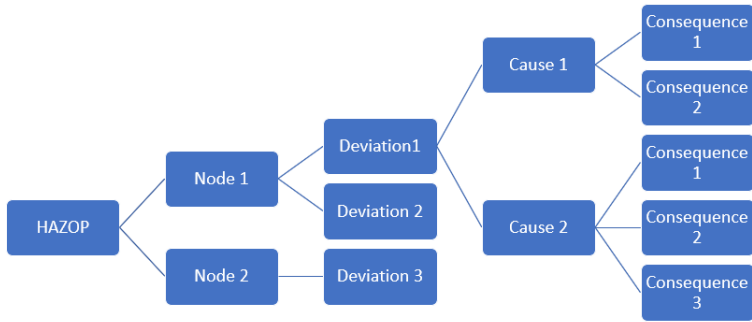 HAZOP
Node 1
Node 2
Deviation1
Deviation 2
Deviation 3
Cause 1
Cause 2
Consequence
1
Consequence
2
Consequence
1
Consequence
2
Consequence
3